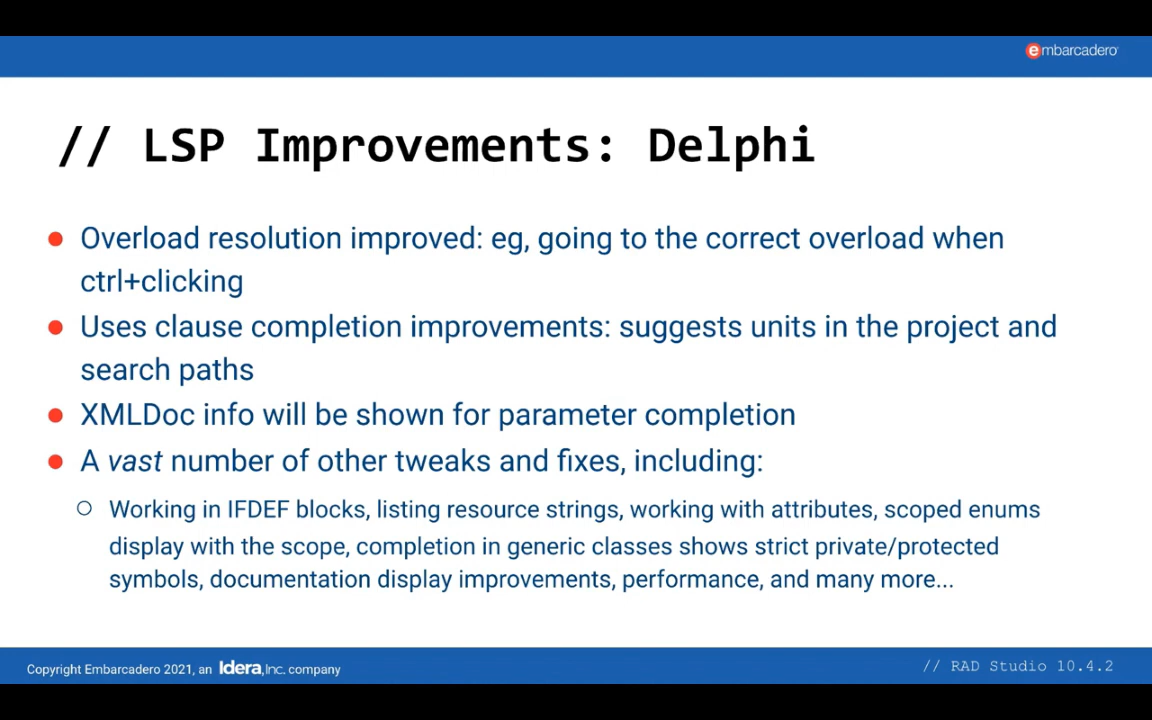 embarcadero
// LSP Improvements: Delphi
Overload resolution improved: eg, going to the correct overload when
ctrl+clicking
Uses clause completion improvements: suggests units in the project and
search paths
XMLDoc info will be shown for parameter completion
A vast number of other tweaks and fixes, including:
Working in IFDEF blocks, listing resource strings, working with attributes, scoped enums
display with the scope, completion in generic classes shows strict private/protected
symbols, documentation display improvements, performance, and many more...
Copyright Embarcadero 2021, an Idera, Inc. company
// RAD Studio 10.4.2